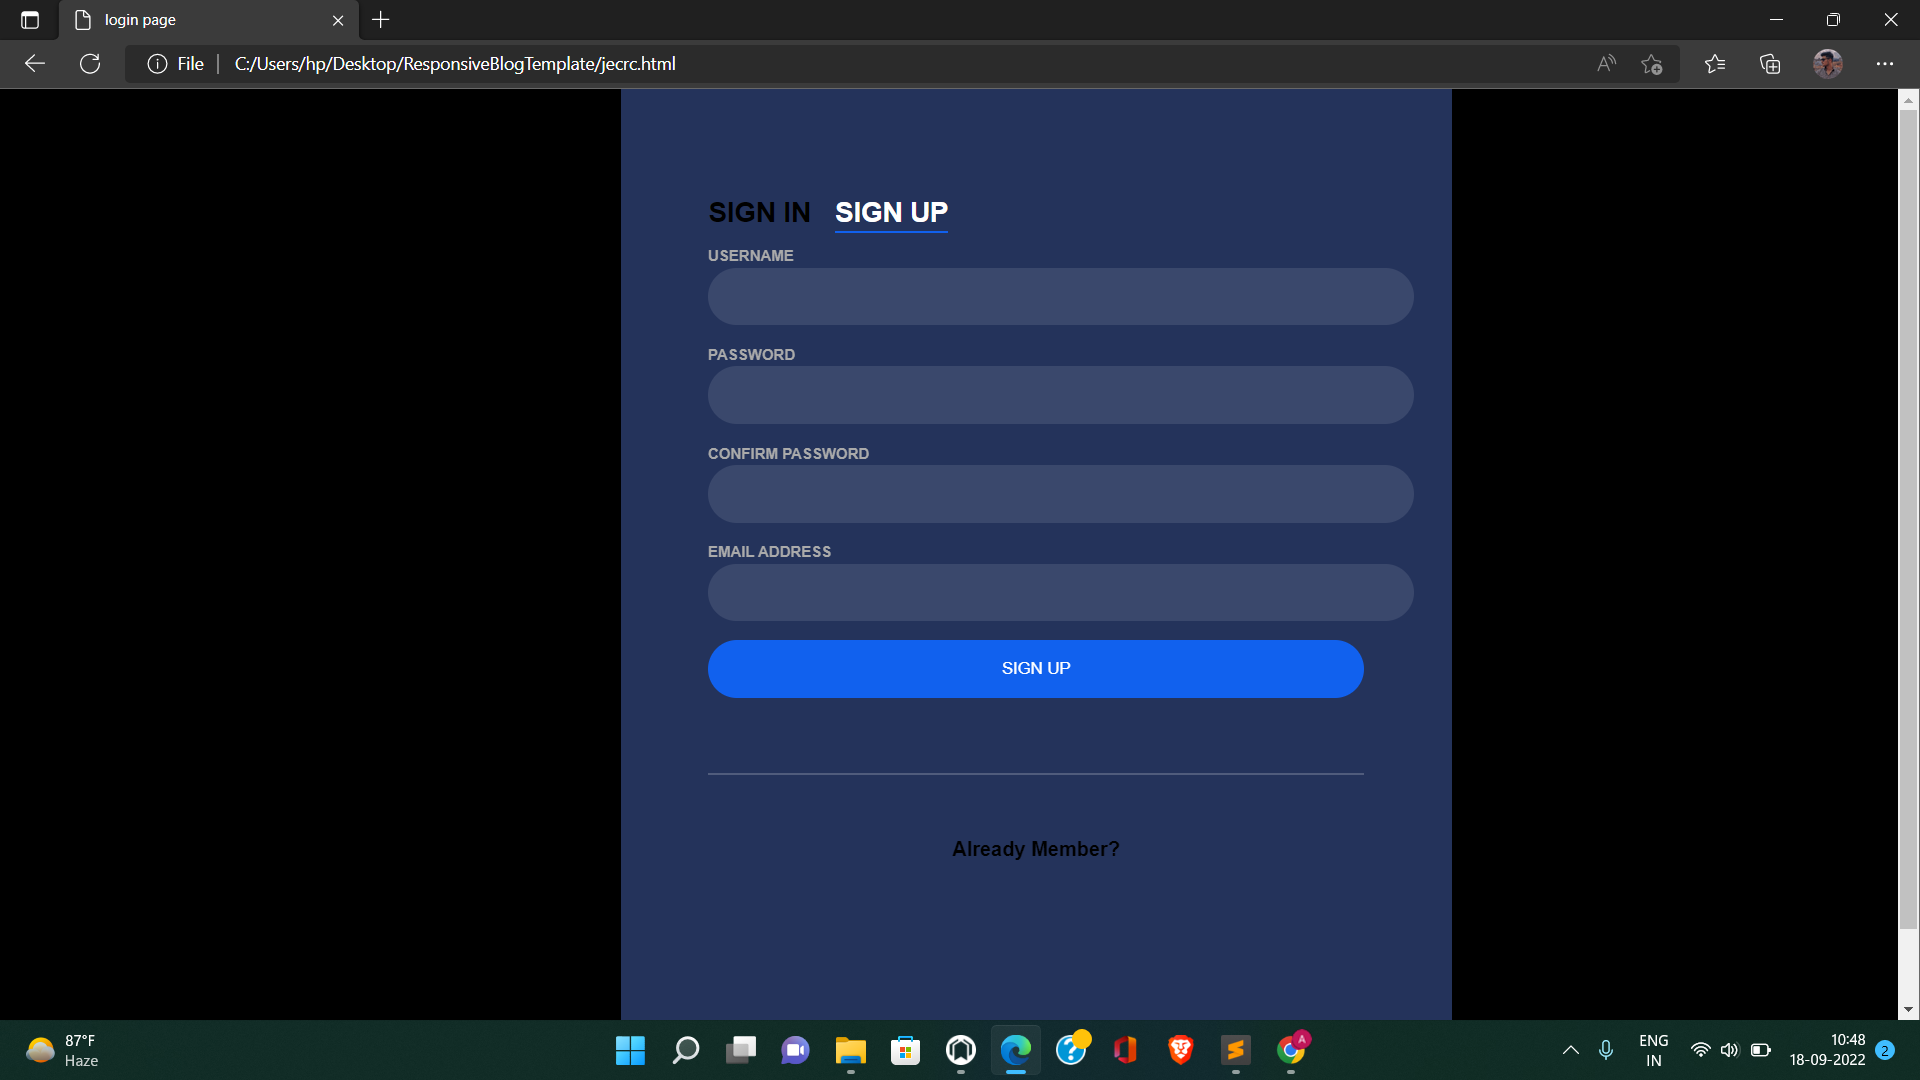 login page
File
C:/Users/hp/Desktop/ResponsiveBlogTemplate/jecrc.html
SIGN IN SIGN UP
USERNAME
PASSWORD
CONFIRM PASSWORD
EMAIL ADDRESS
SIGN UP
Already Member?
87°F
Haze
A
ENG
IN
10:48
18-09-2022
2